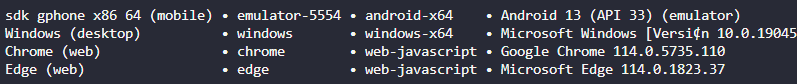 sdk gphone x86 64 (mobile) • emulator-5554 • android-x64 • Android 13 (API 33) (emulator)
Windows (desktop) • windows • windows-x64 • Microsoft Windows [Versi¢n 10.0.19045
Chrome (web) • chrome • web-javascript • Google Chrome 114.0.5735.110
Edge (web) • edge • web-javascript • Microsoft Edge 114.0.1823.37